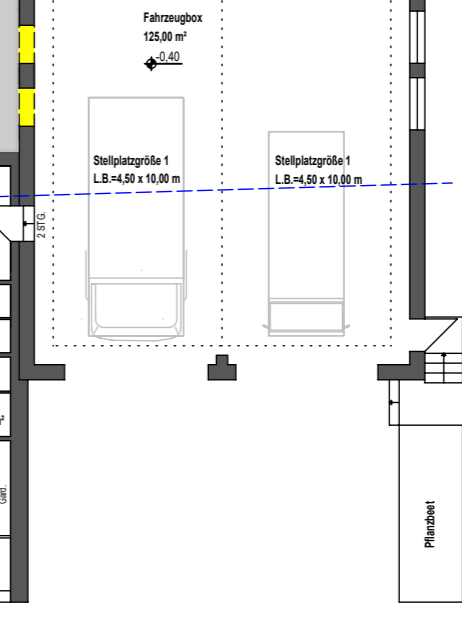 Fahrzeugbox
125,00 m²
-0,40
Stellplatzgröße 1
L.B.=4,50 x 10,00 m
Stellplatzgröße 1
L.B.=4,50 x 10,00 m
2 STG.
Gard.
Pflanzbeet